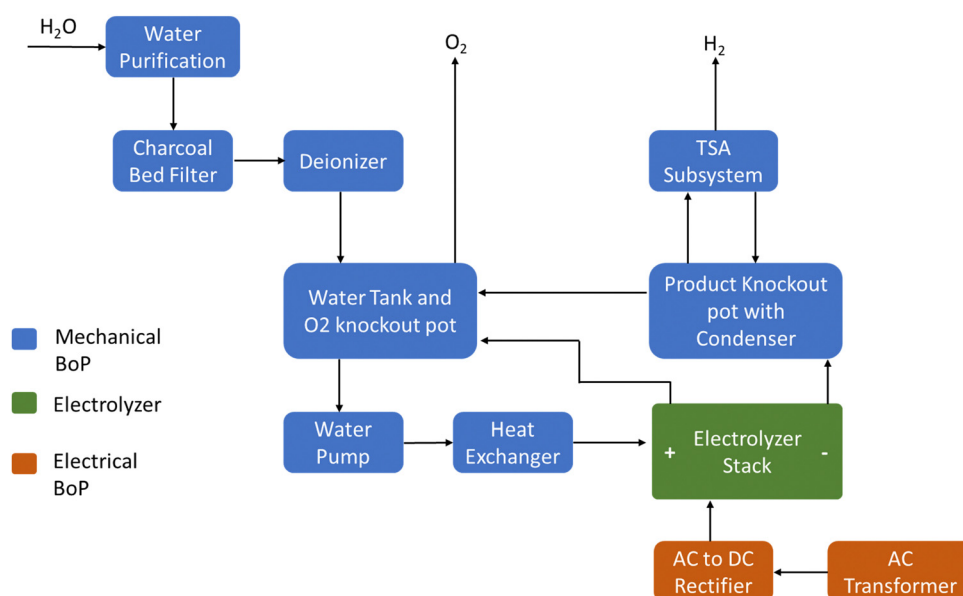 H₂O
Water
Purification
O₂
H₂
Charcoal
Bed Filter
Deionizer
TSA
Subsystem
Water Tank and
O2 knockout pot
Product Knockout
pot with
Condenser
Mechanical
BoP
Electrolyzer
Electrical
BoP
Water
Pump
Heat
Exchanger
+ Electrolyzer -
Stack
AC to DC
Rectifier
AC
Transformer